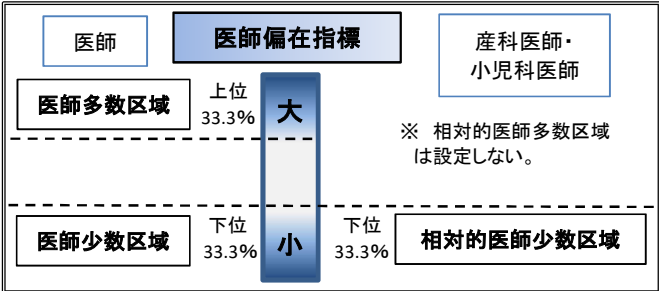 医師
医師偏在指標
産科医師・
小児科医師
医師多数区域
上位
33.3%
大
※ 相対的医師多数区域
は設定しない。
医師少数区域
下位
33.3%
小
下位
33.3%
相対的医師少数区域